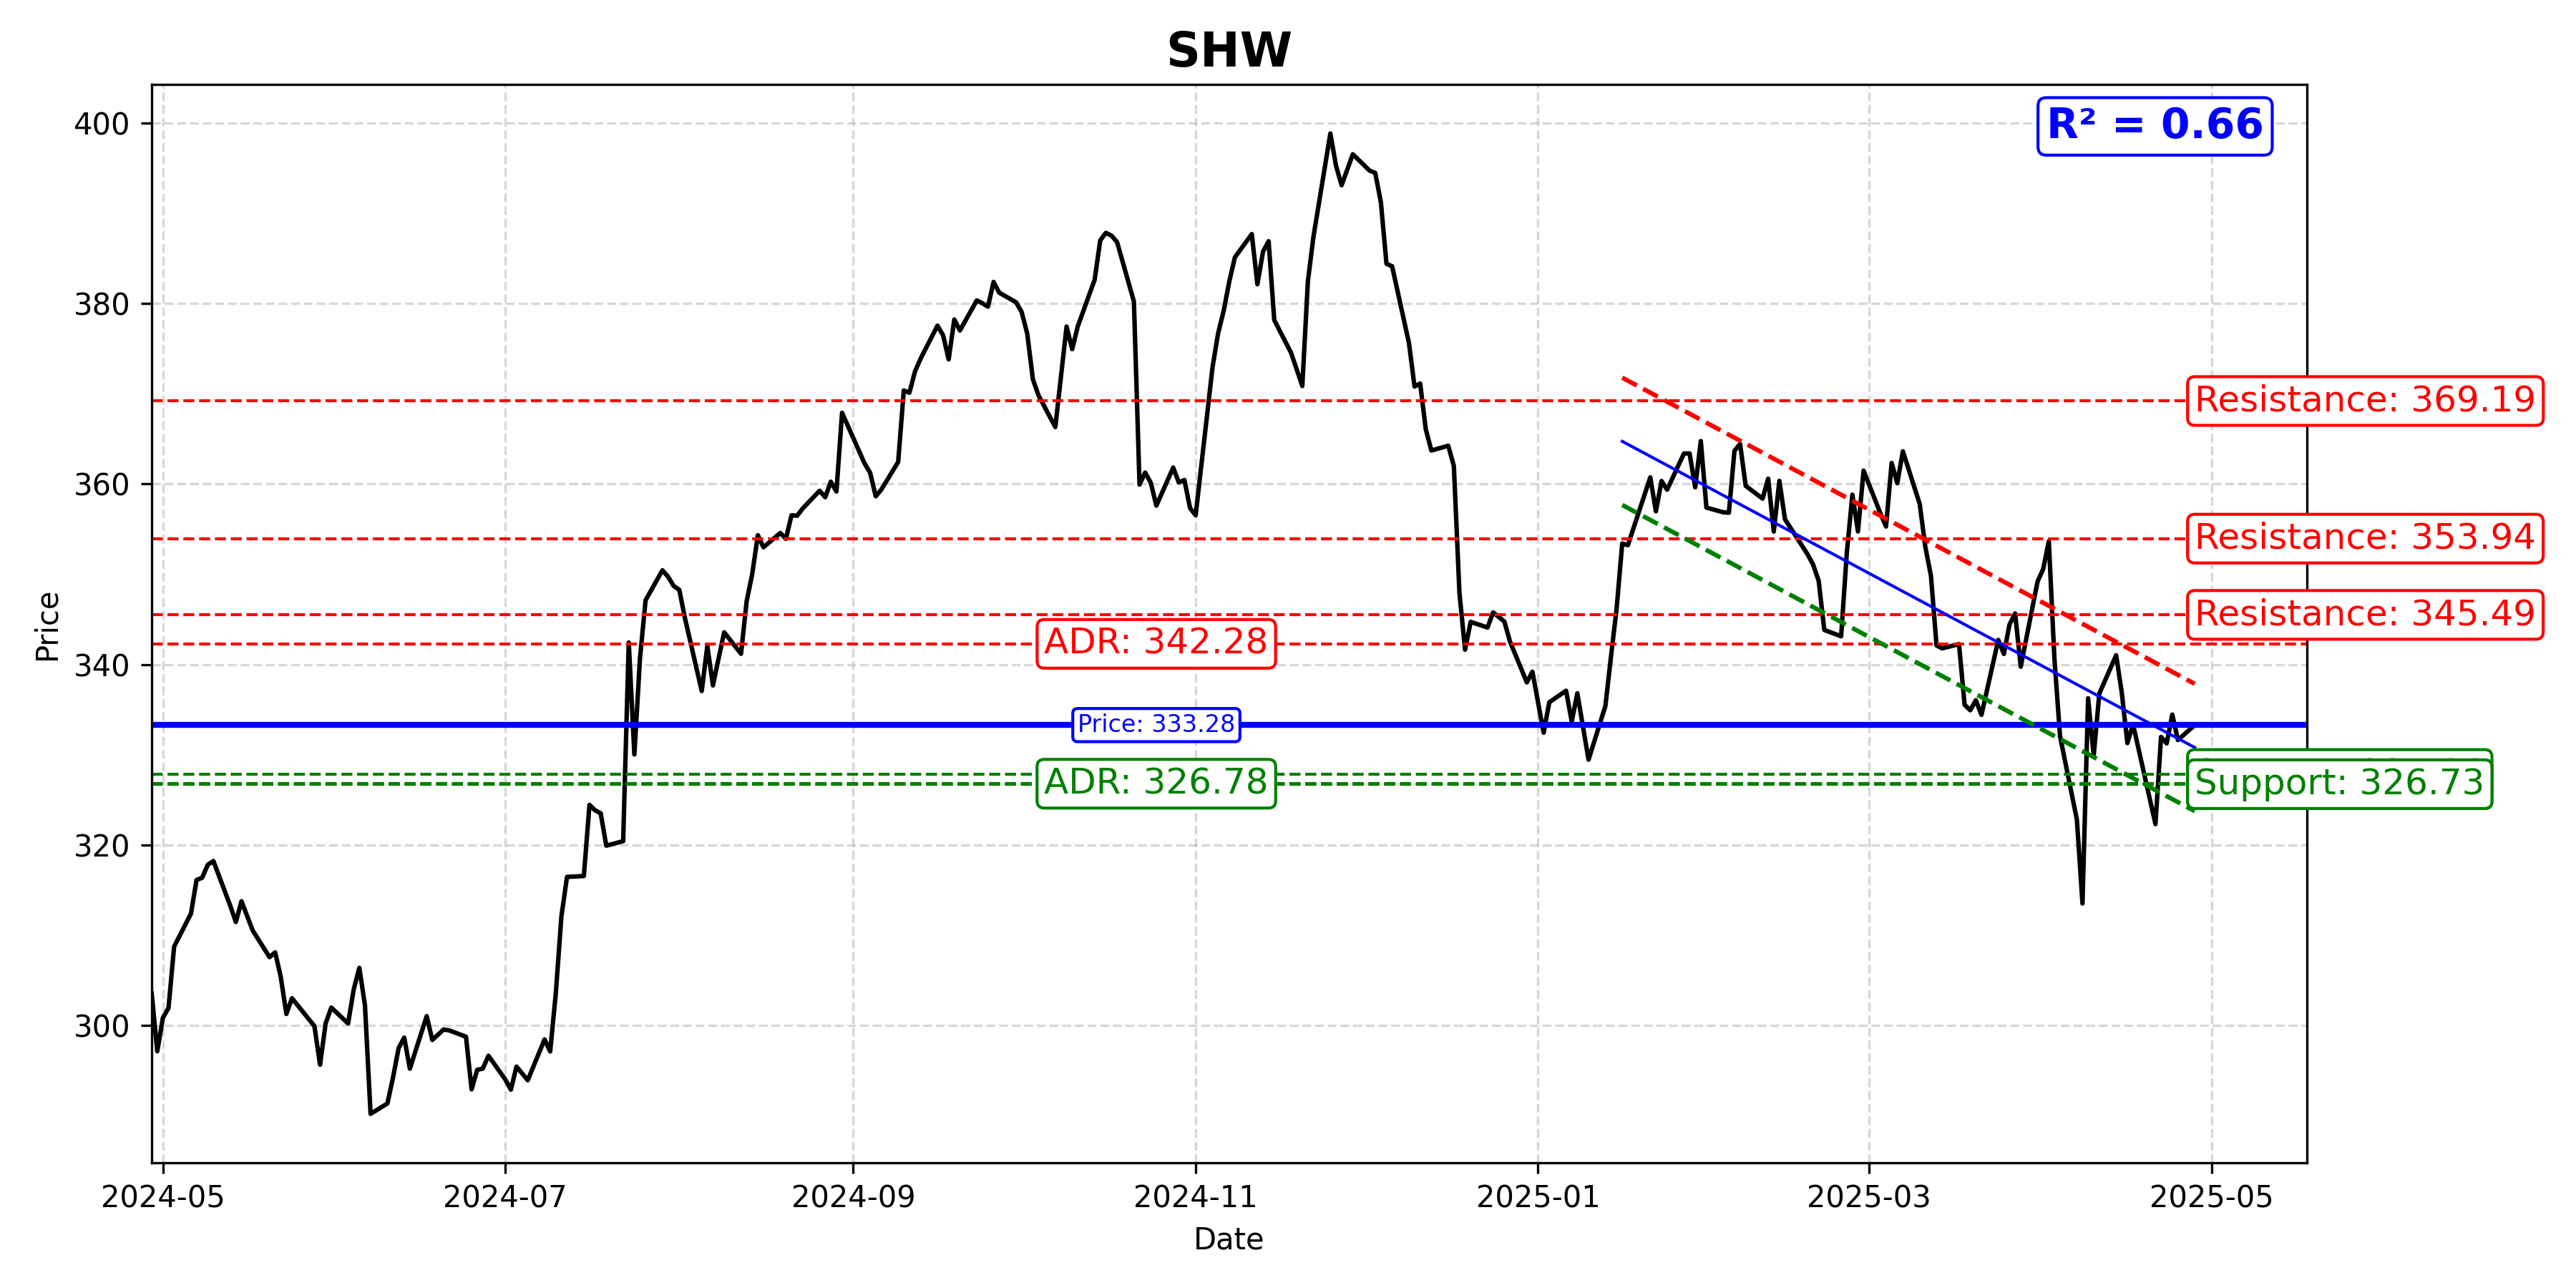 SHW
R² = 0.66
400
380
360
340
320
300
Price
Resistance: 369.19
Resistance: 353.94
Resistance: 345.49
ADR: 342.28
Price: 333.28
ADR: 326.78
Support: 326.73
2024-05
2024-07
2024-09
2024-11
2025-01
2025-03
2025-05
Date